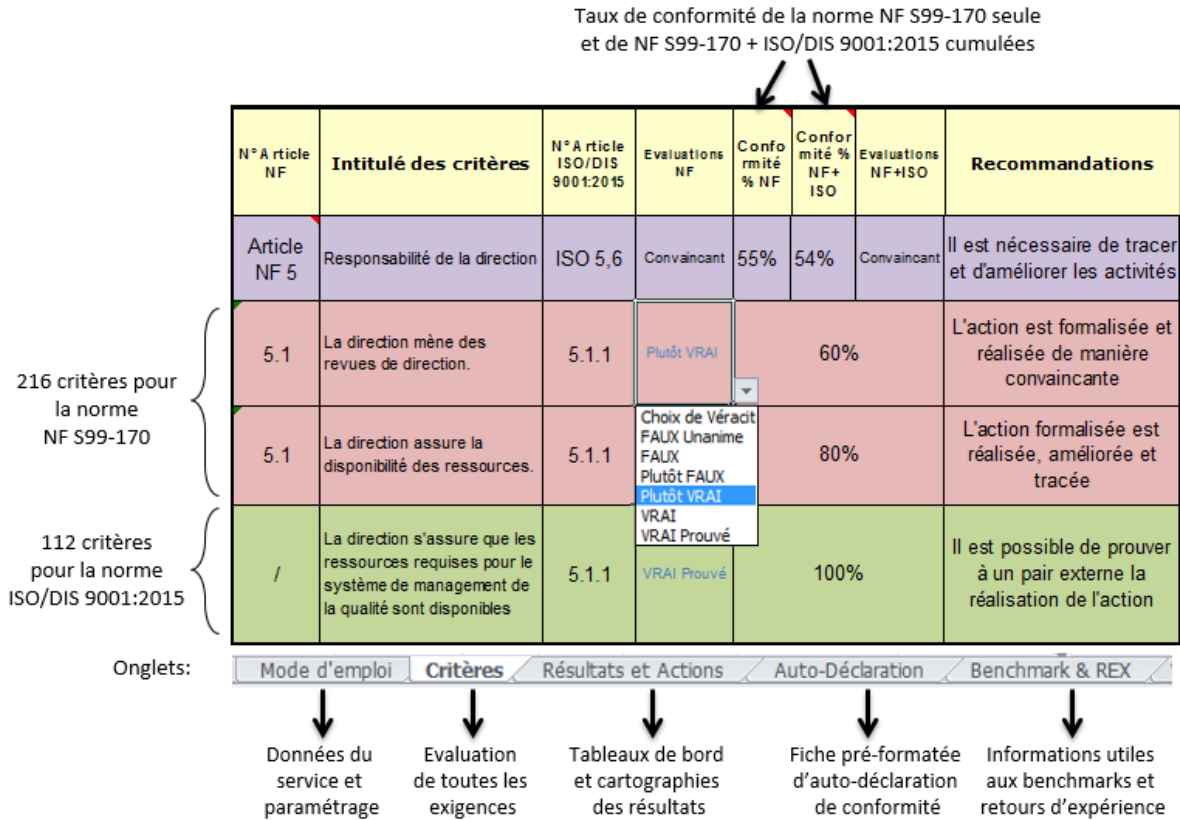 Taux de conformité de la norme NF S99-170 seule
et de NF S99-170 + ISO/DIS 9001:2015 cumulées
N° Article
NF
Intitulé des critères
N° Article
ISO/DIS
9001:2015
Evaluations
NF
Confo
rmité
% NF
Confor
mité %
NF+
ISO
Evaluations
NF+ISO
Recommandations
Article
NF 5
Responsabilité de la direction
ISO 5,6
Convaincant
55%
54%
Convaincant
Il est nécessaire de tracer
et d'améliorer les activités
216 critères pour
la norme
NF S99-170
5.1
La direction mène des
revues de direction.
5.1.1
Plutôt VRAI
60%
L'action est formalisée et
réalisée de manière
convaincante
Choix de Véracit
FAUX Unanime
FAUX
Plutôt FAUX
Plutôt VRAI
VRAI
VRAI Prouvé
5.1
La direction assure la
disponibilité des ressources.
5.1.1
80%
L'action formalisée est
réalisée, améliorée et
tracée
112 critères
pour la norme
ISO/DIS 9001:2015
/
La direction s'assure que les
ressources requises pour le
système de management de
la qualité sont disponibles
5.1.1
VRAI Prouvé
100%
Il est possible de prouver
à un pair externe la
réalisation de l'action
Onglets:
Mode d'emploi
Critères
Résultats et Actions
Auto-Déclaration
Benchmark & REX
Données du
service et
paramétrage
Evaluation
de toutes les
exigences
Tableaux de bord
et cartographies
des résultats
Fiche pré-formatée
d'auto-déclaration
de conformité
Informations utiles
aux benchmarks et
retours d'expérience